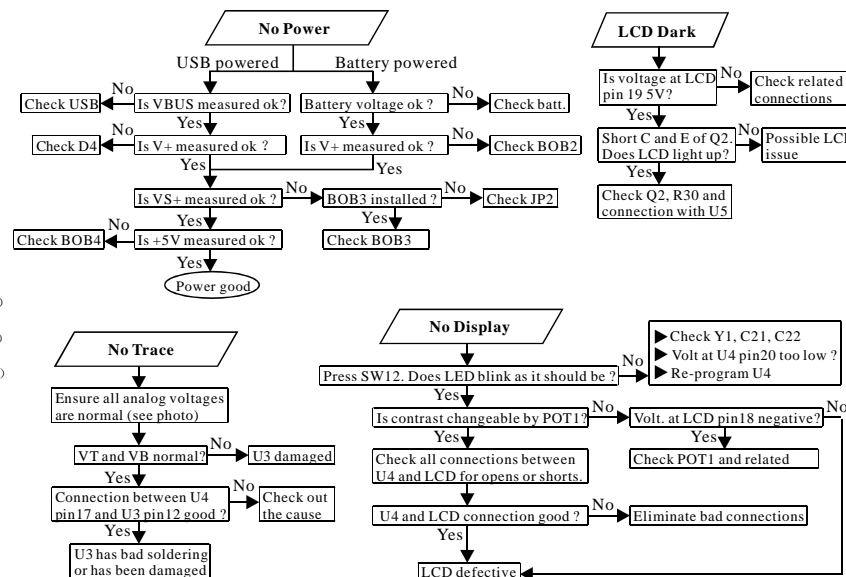 No Power
USB powered
Battery powered
Is VBUS measured ok?
No
Check USB
Yes
Is V+ measured ok ?
No
Check D4
Yes
Battery voltage ok ?
No
Check batt.
Yes
Is V+ measured ok ?
No
Check BOB2
Yes
Is VS+ measured ok ?
No
BOB3 installed ?
No
Check JP2
Yes
Check BOB3
Yes
Is +5V measured ok ?
No
Check BOB4
Yes
Power good
LCD Dark
Is voltage at LCD
pin 19 5V?
No
Check related
connections
Yes
Short C and E of Q2.
Does LCD light up?
No
Possible LCD
issue
Yes
Check Q2, R30 and
connection with U5
)
)
)
No Trace
Ensure all analog voltages
are normal (see photo)
VT and VB normal?
No
U3 damaged
Yes
Connection between U4
pin17 and U3 pin12 good ?
No
Check out
the cause
Yes
U3 has bad soldering
or has been damaged
No Display
Press SW12. Does LED blink as it should be ?
No
Check Y1, C21, C22
Volt at U4 pin20 too low ?
Re-program U4
Yes
Is contrast changeable by POT1?
No
Volt. at LCD pin18 negative?
No
Yes
Check POT1 and related
Yes
Check all connections between
U4 and LCD for opens or shorts.
U4 and LCD connection good ?
No
Eliminate bad connections
Yes
LCD defective